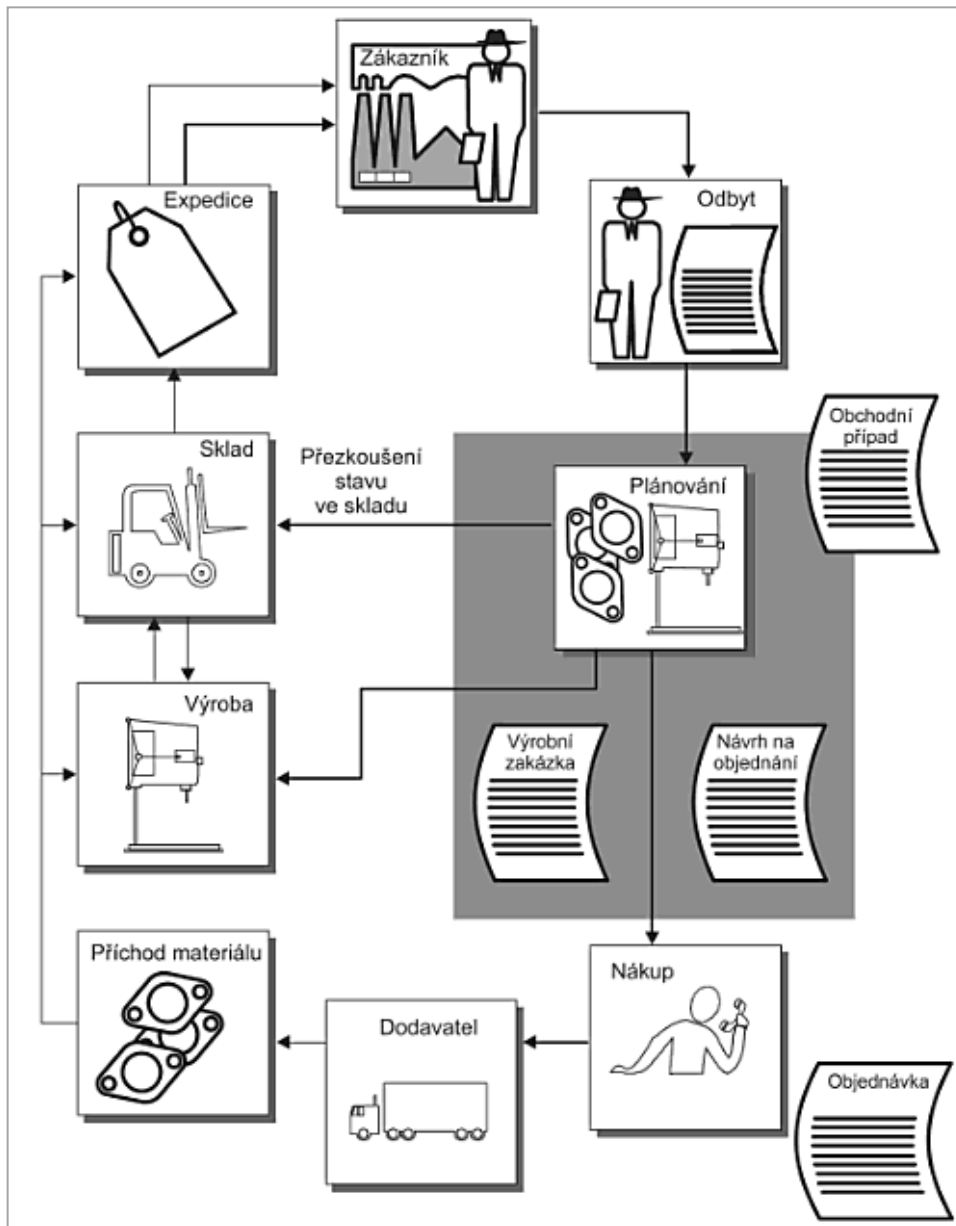 Zákazník
Expedice
Odbyt
Obchodní
případ
Sklad
Přezkoušení
stavu
ve skladu
Plánování
Výroba
Výrobní
zakázka
Návrh na
objednání
Příchod materiálu
Nákup
Dodavatel
Objednávka